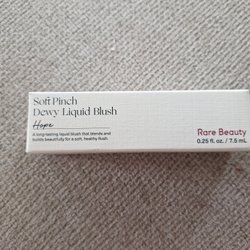 Soft Pinch
Dewy Liquid Blush
Hope
A long-lasting liquid blush that blends and
builds beautifully for a soft, healthy flush.
Rare Beauty
0.25 fl. oz. / 7.5 mL